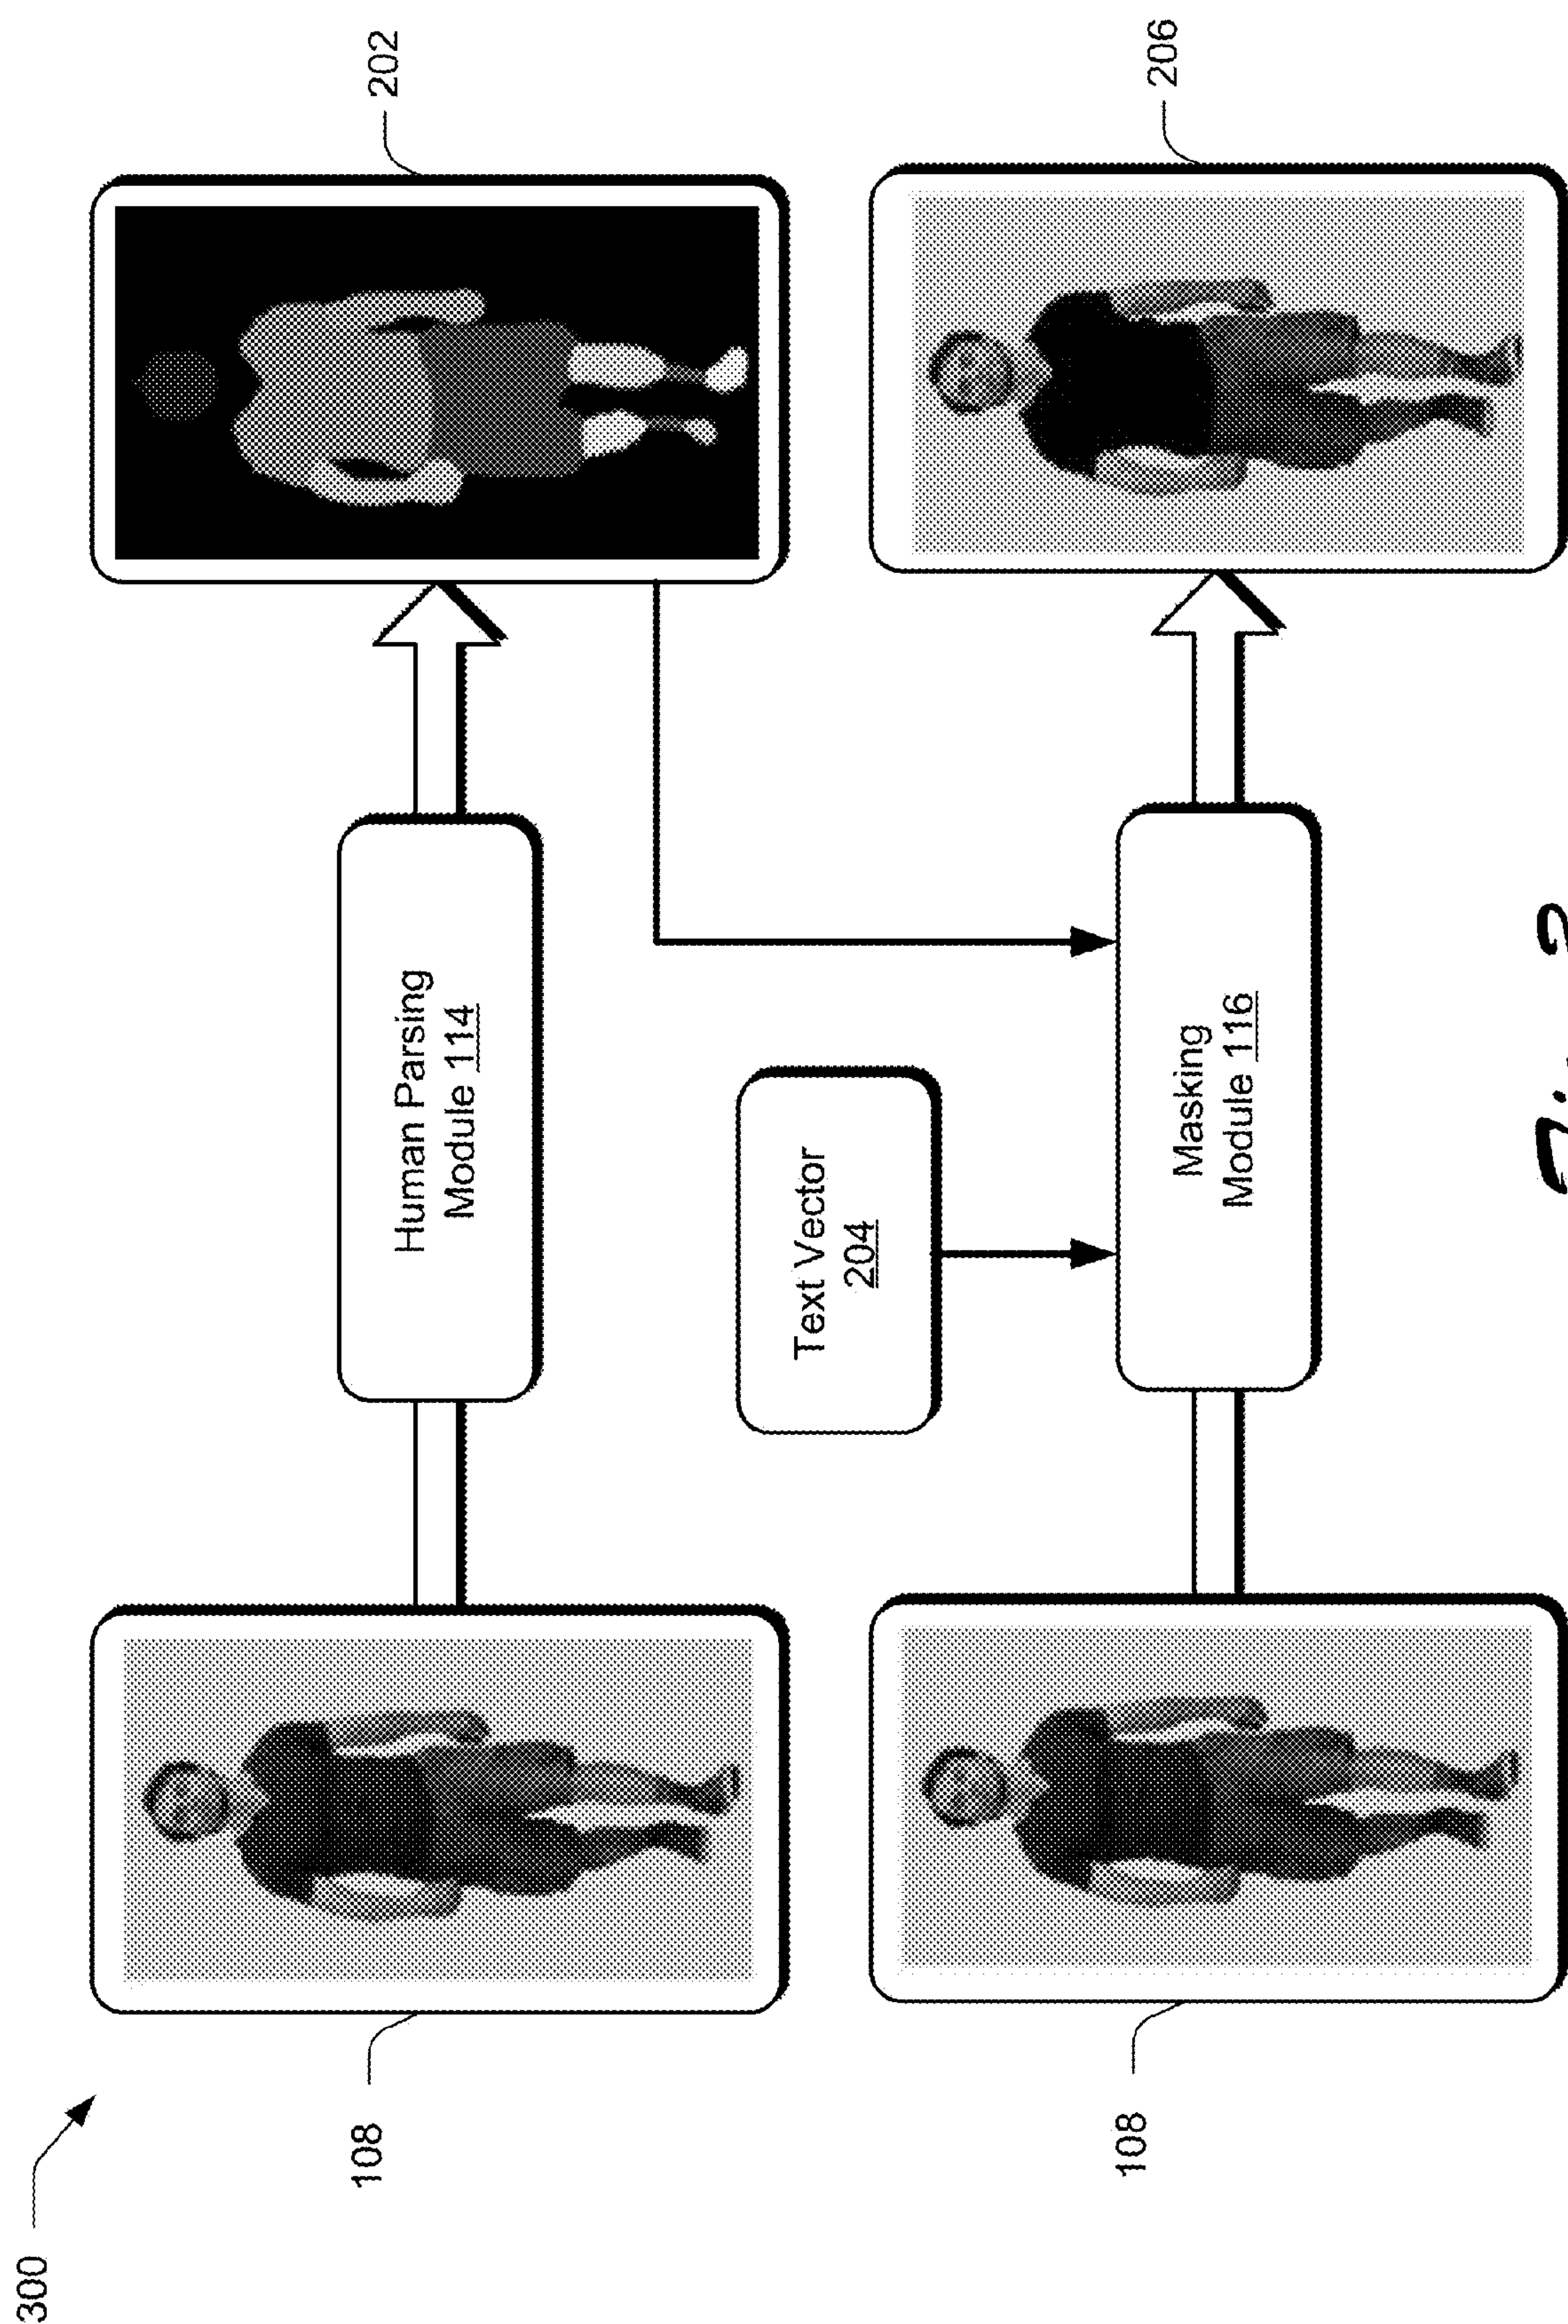 300
108
Human Parsing
Module 114
202
Text Vector
204
108
Masking
Module 116
206